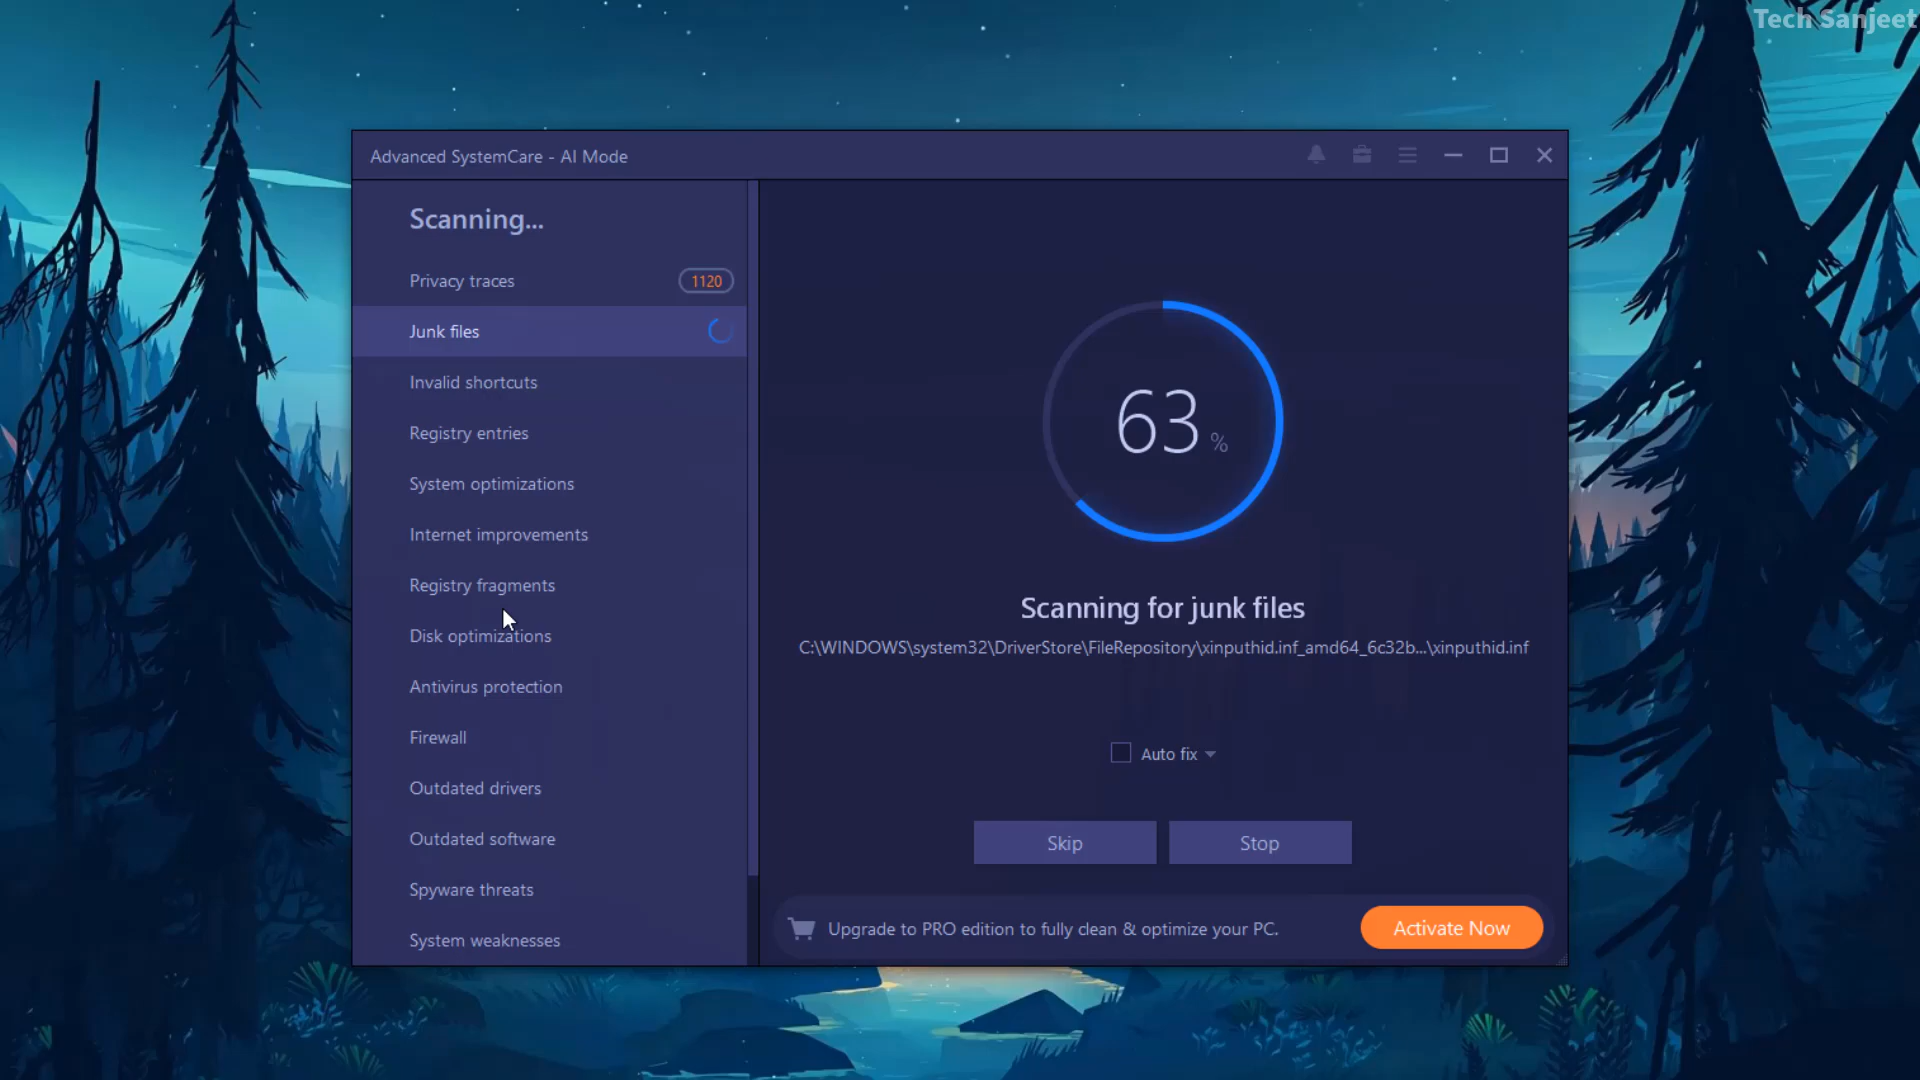 Tech Sanjeet
Advanced SystemCare - AI Mode
Scanning...
Privacy traces 1120
Junk files
Invalid shortcuts
Registry entries
System optimizations
Internet improvements
Registry fragments
Disk optimizations
Antivirus protection
Firewall
Outdated drivers
Outdated software
Spyware threats
System weaknesses
63 %
Scanning for junk files
C:\WINDOWS\system32\DriverStore\FileRepository\xinputhid.inf_amd64_6c32b...\xinputhid.inf
Auto fix
Skip Stop
Upgrade to PRO edition to fully clean & optimize your PC. Activate Now